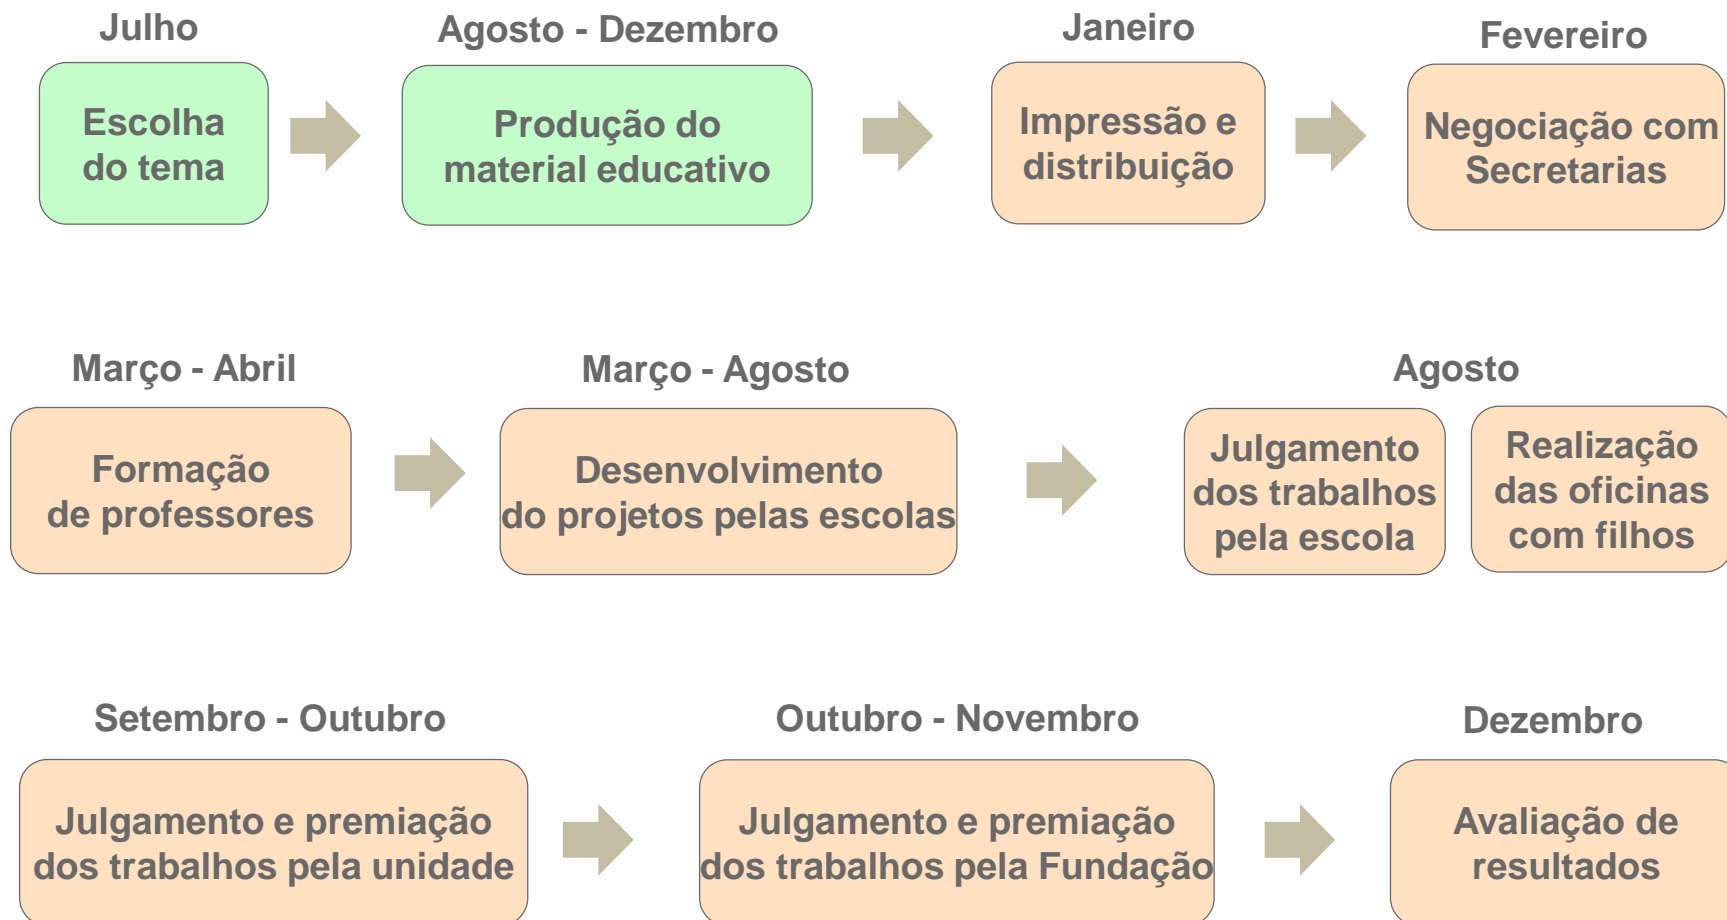 Julho
Agosto - Dezembro
Janeiro
Fevereiro
Escolha
do tema
Produção do
material educativo
Impressão e
distribuição
Negociação com
Secretarias
Março - Abril
Março - Agosto
Agosto
Formação
de professores
Desenvolvimento
do projetos pelas escolas
Julgamento
dos trabalhos
pela escola
Realização
das oficinas
com filhos
Setembro - Outubro
Outubro - Novembro
Dezembro
Julgamento e premiação
dos trabalhos pela unidade
Julgamento e premiação
dos trabalhos pela Fundação
Avaliação de
resultados